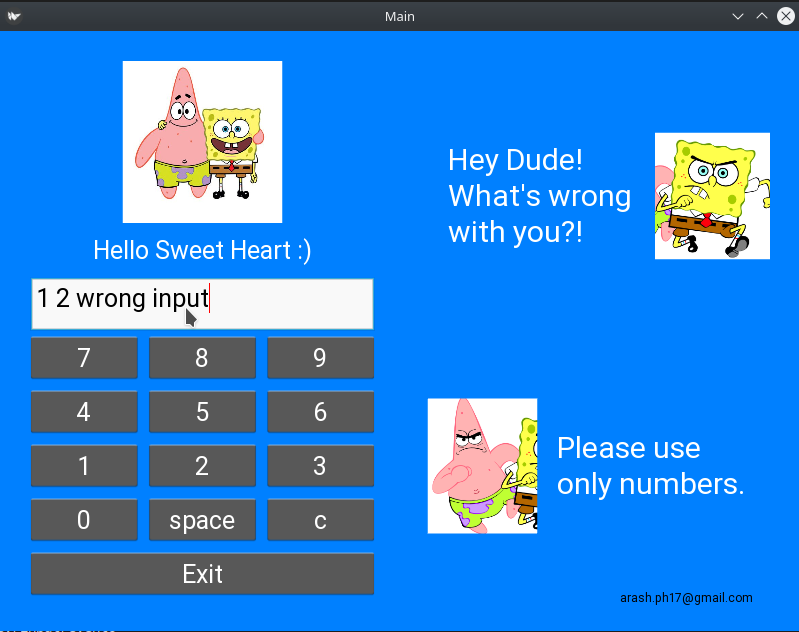 Main
Hello Sweet Heart :)
1 2 wrong input
7 8 9
4 5 6
1 2 3
0 space c
Exit
Hey Dude!
What's wrong
with you?!
Please use
only numbers.
arash.ph17@gmail.com